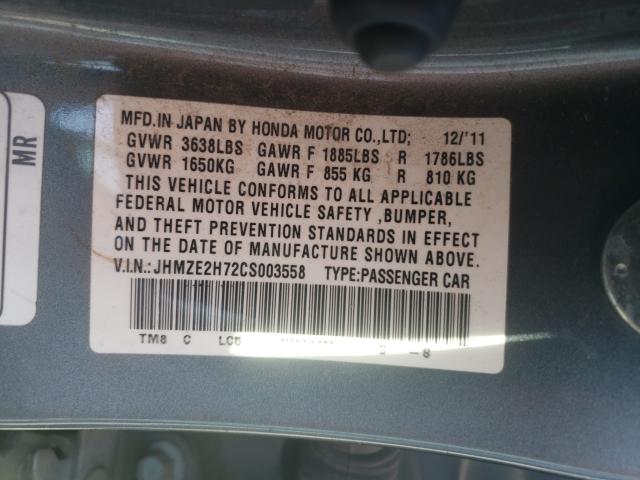 MFD.IN JAPAN BY HONDA MOTOR CO.,LTD; 12/'11
GVWR 3638LBS GAWR F 1885LBS R 1786LBS
GVWR 1650KG GAWR F 855 KG R 810 KG
THIS VEHICLE CONFORMS TO ALL APPLICABLE
FEDERAL MOTOR VEHICLE SAFETY ,BUMPER,
AND THEFT PREVENTION STANDARDS IN EFFECT
ON THE DATE OF MANUFACTURE SHOWN ABOVE.
V.I.N.:JHMZE2H72CS003558 TYPE:PASSENGER CAR
TM8 C
MR